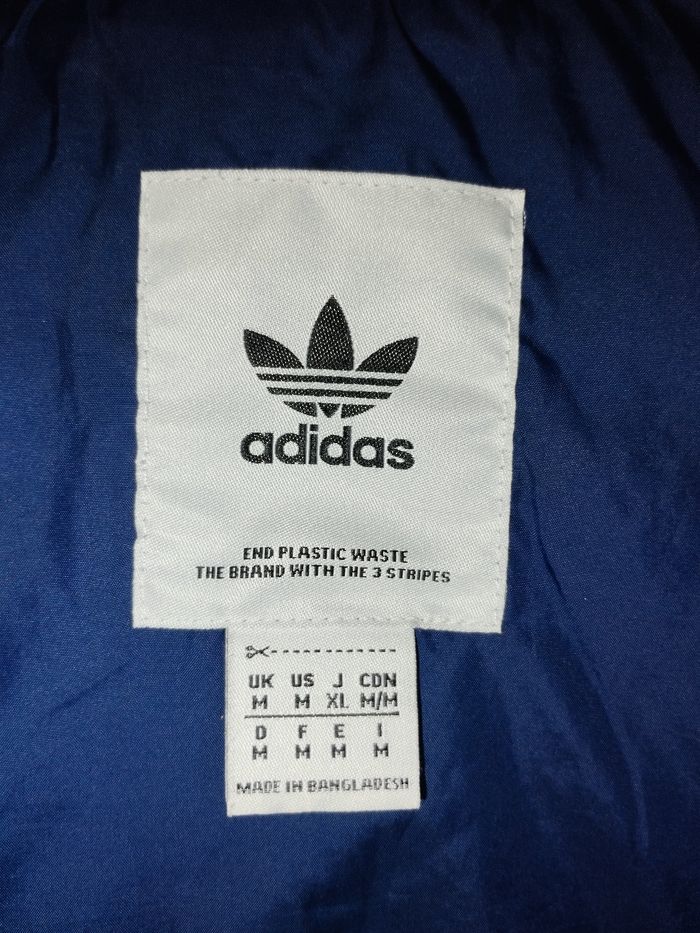 adidas
END PLASTIC WASTE
THE BRAND WITH THE 3 STRIPES
UK US J CDN
M M XL M/M
D F E I
M M M M
MADE IN BANGLADESH